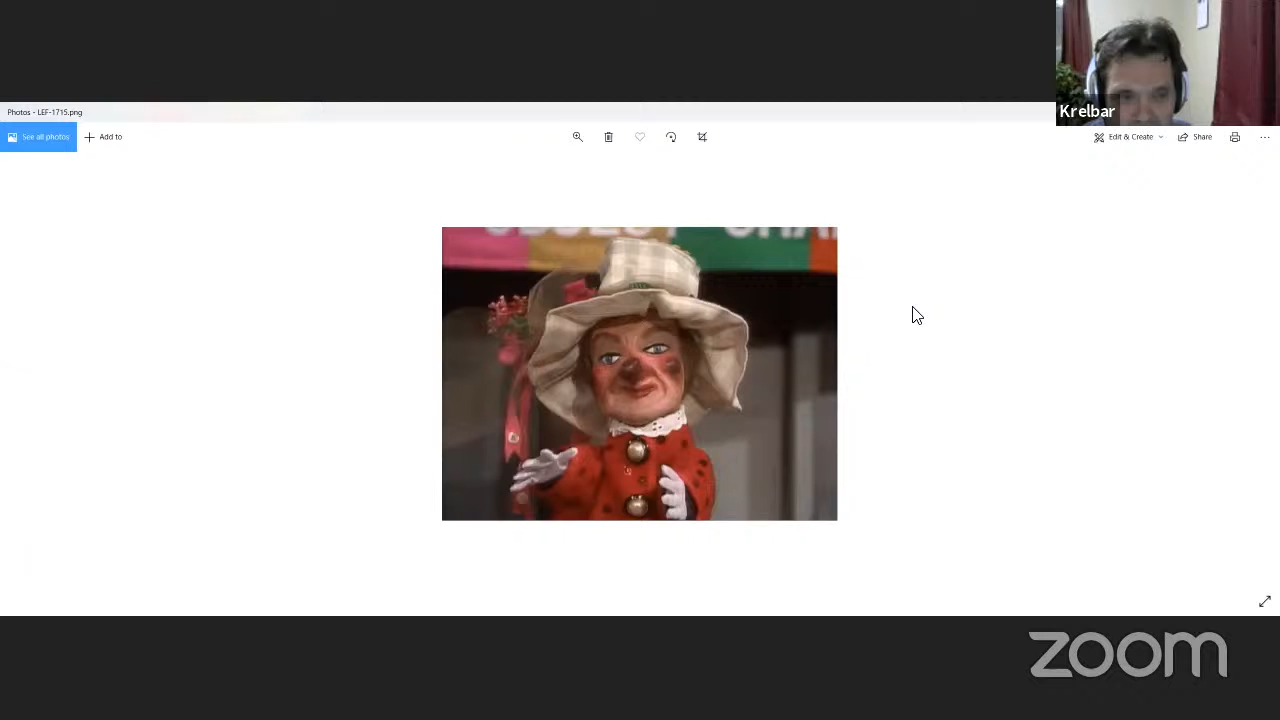 Photos - LEF-1715.png
See all photos
Add to
Edit & Create
Share
Krelbar
zoom